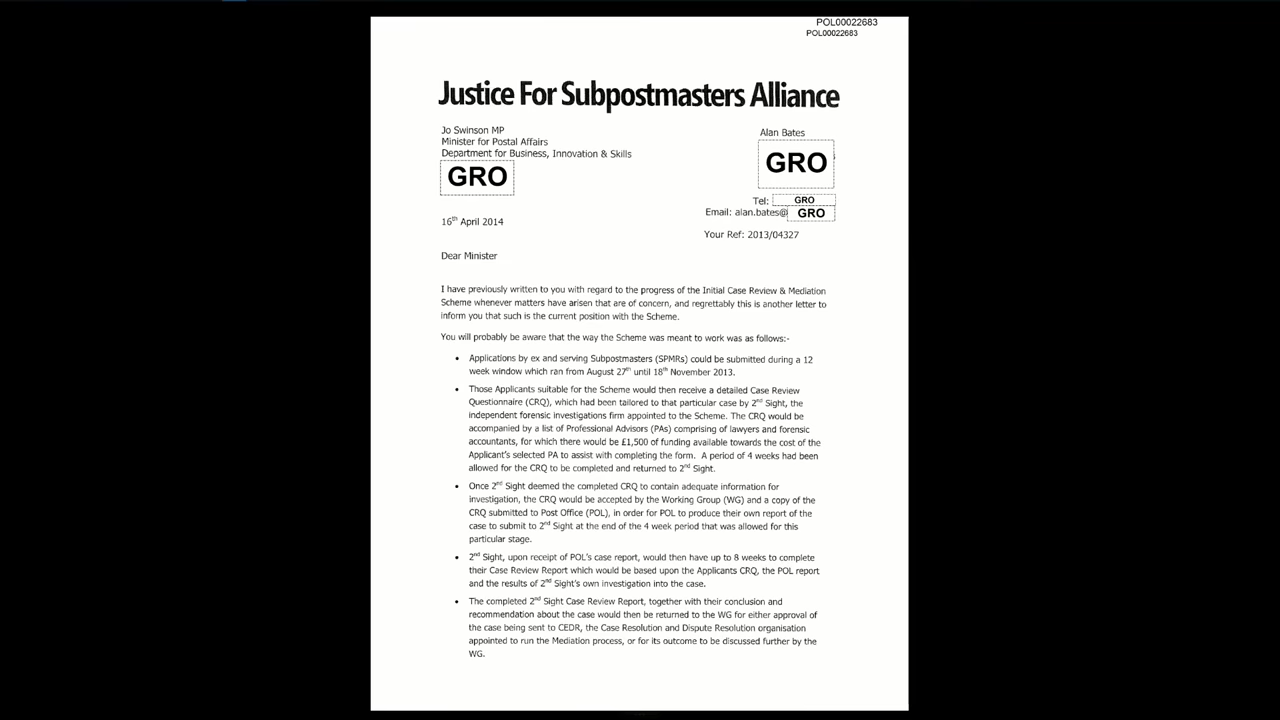 POL00022683
POL00022683
Justice For Subpostmasters Alliance
Jo Swinson MP
Minister for Postal Affairs
Department for Business, Innovation & Skills
GRO
Alan Bates
GRO
Tel: GRO
Email: alan.bates@ GRO
16th April 2014
Your Ref: 2013/04327
Dear Minister
I have previously written to you with regard to the progress of the Initial Case Review & Mediation
Scheme whenever matters have arisen that are of concern, and regrettably this is another letter to
inform you that such is the current position with the Scheme.
You will probably be aware that the way the Scheme was meant to work was as follows:-
• Applications by ex and serving Subpostmasters (SPMRs) could be submitted during a 12
week window which ran from August 27th until 18th November 2013.
• Those Applicants suitable for the Scheme would then receive a detailed Case Review
Questionnaire (CRQ), which had been tailored to that particular case by 2nd Sight, the
independent forensic investigations firm appointed to the Scheme. The CRQ would be
accompanied by a list of Professional Advisors (PAs) comprising of lawyers and forensic
accountants, for which there would be £1,500 of funding available towards the cost of the
Applicant's selected PA to assist with completing the form. A period of 4 weeks had been
allowed for the CRQ to be completed and returned to 2nd Sight.
• Once 2nd Sight deemed the completed CRQ to contain adequate information for
investigation, the CRQ would be accepted by the Working Group (WG) and a copy of the
CRQ submitted to Post Office (POL), in order for POL to produce their own report of the
case to submit to 2nd Sight at the end of the 4 week period that was allowed for this
particular stage.
• 2nd Sight, upon receipt of POL's case report, would then have up to 8 weeks to complete
their Case Review Report which would be based upon the Applicants CRQ, the POL report
and the results of 2nd Sight's own investigation into the case.
• The completed 2nd Sight Case Review Report, together with their conclusion and
recommendation about the case would then be returned to the WG for either approval of
the case being sent to CEDR, the Case Resolution and Dispute Resolution organisation
appointed to run the Mediation process, or for its outcome to be discussed further by the
WG.